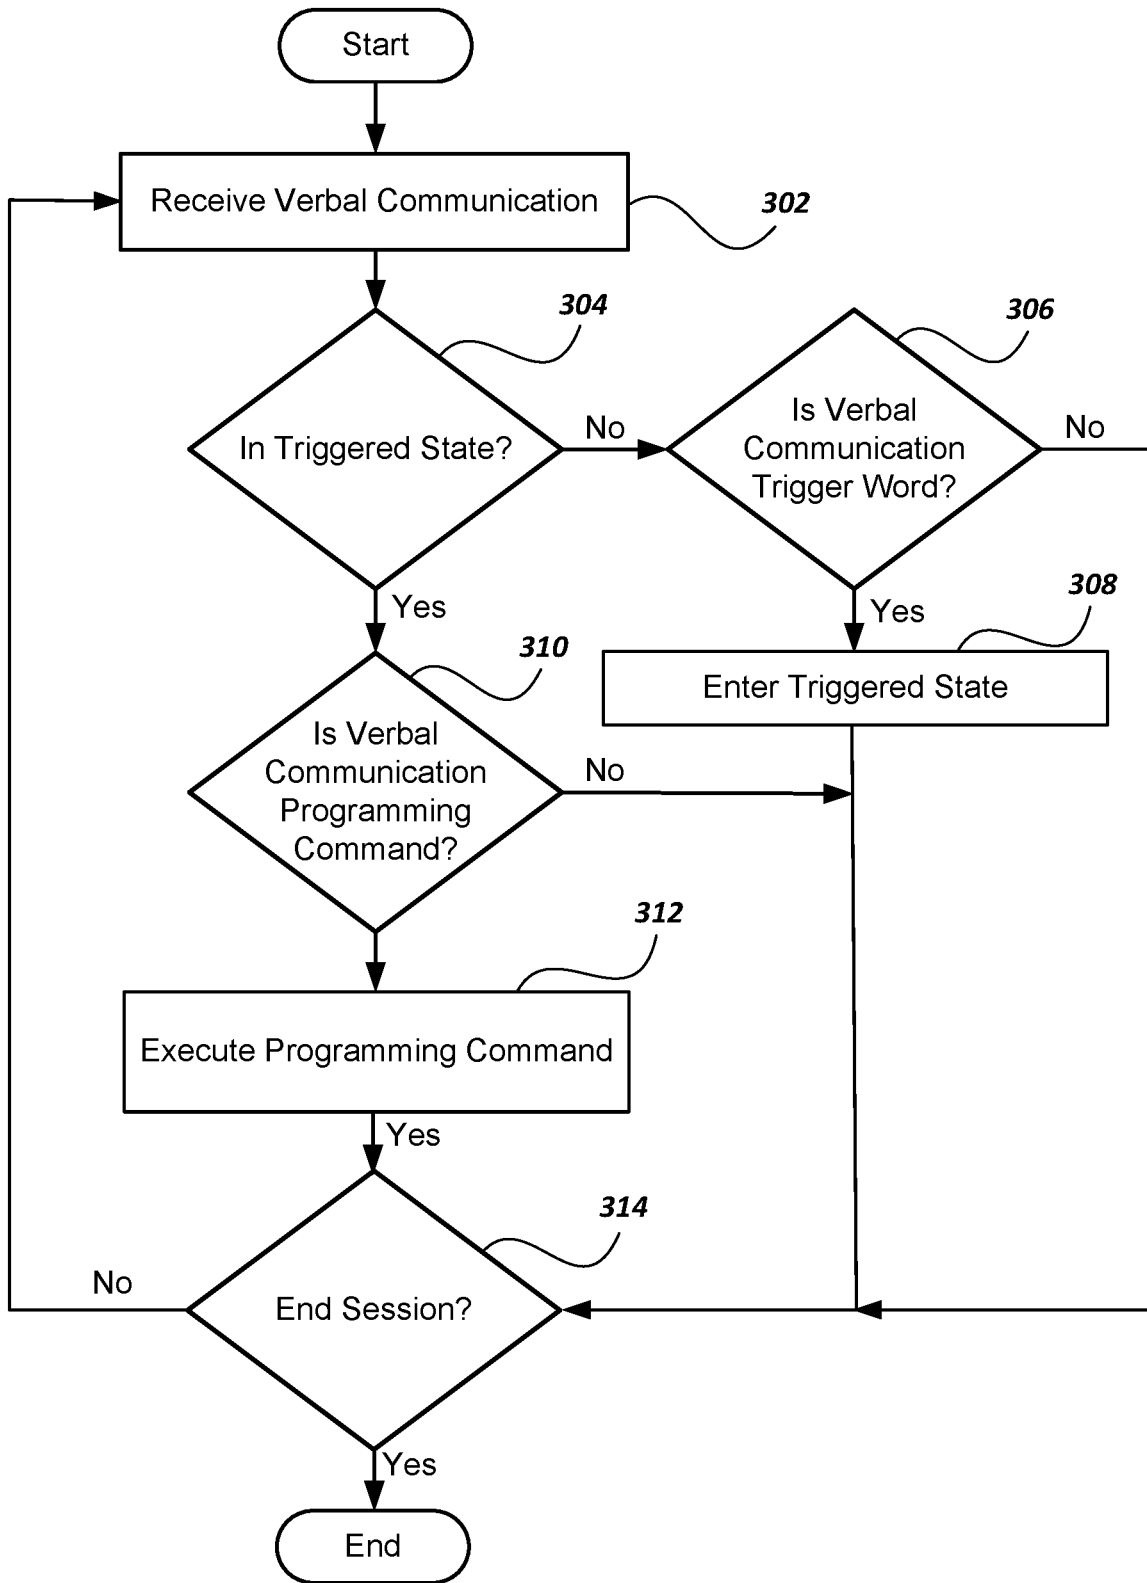 Start
Receive Verbal Communication
302
304
306
In Triggered State?
No
Is Verbal
Communication
Trigger Word?
No
Yes
Yes
308
310
Enter Triggered State
Is Verbal
Communication
Programming
Command?
No
312
Execute Programming Command
Yes
314
No
End Session?
Yes
End